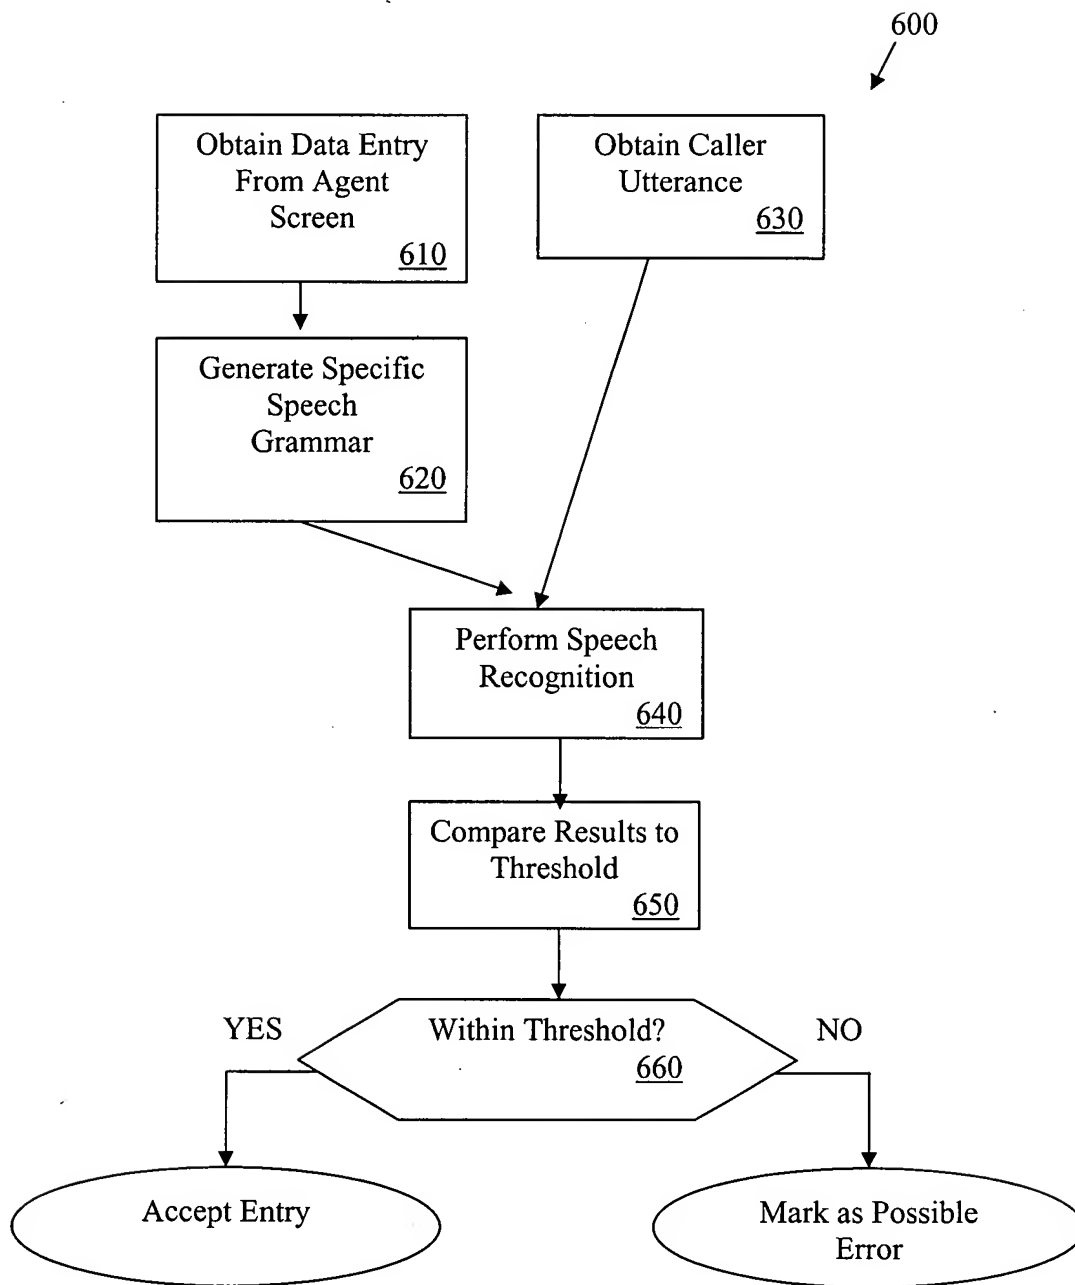 600
Obtain Data Entry
From Agent
Screen
610
Obtain Caller
Utterance
630
Generate Specific
Speech
Grammar
620
Perform Speech
Recognition
640
Compare Results to
Threshold
650
YES
Within Threshold?
660
NO
Accept Entry
Mark as Possible
Error